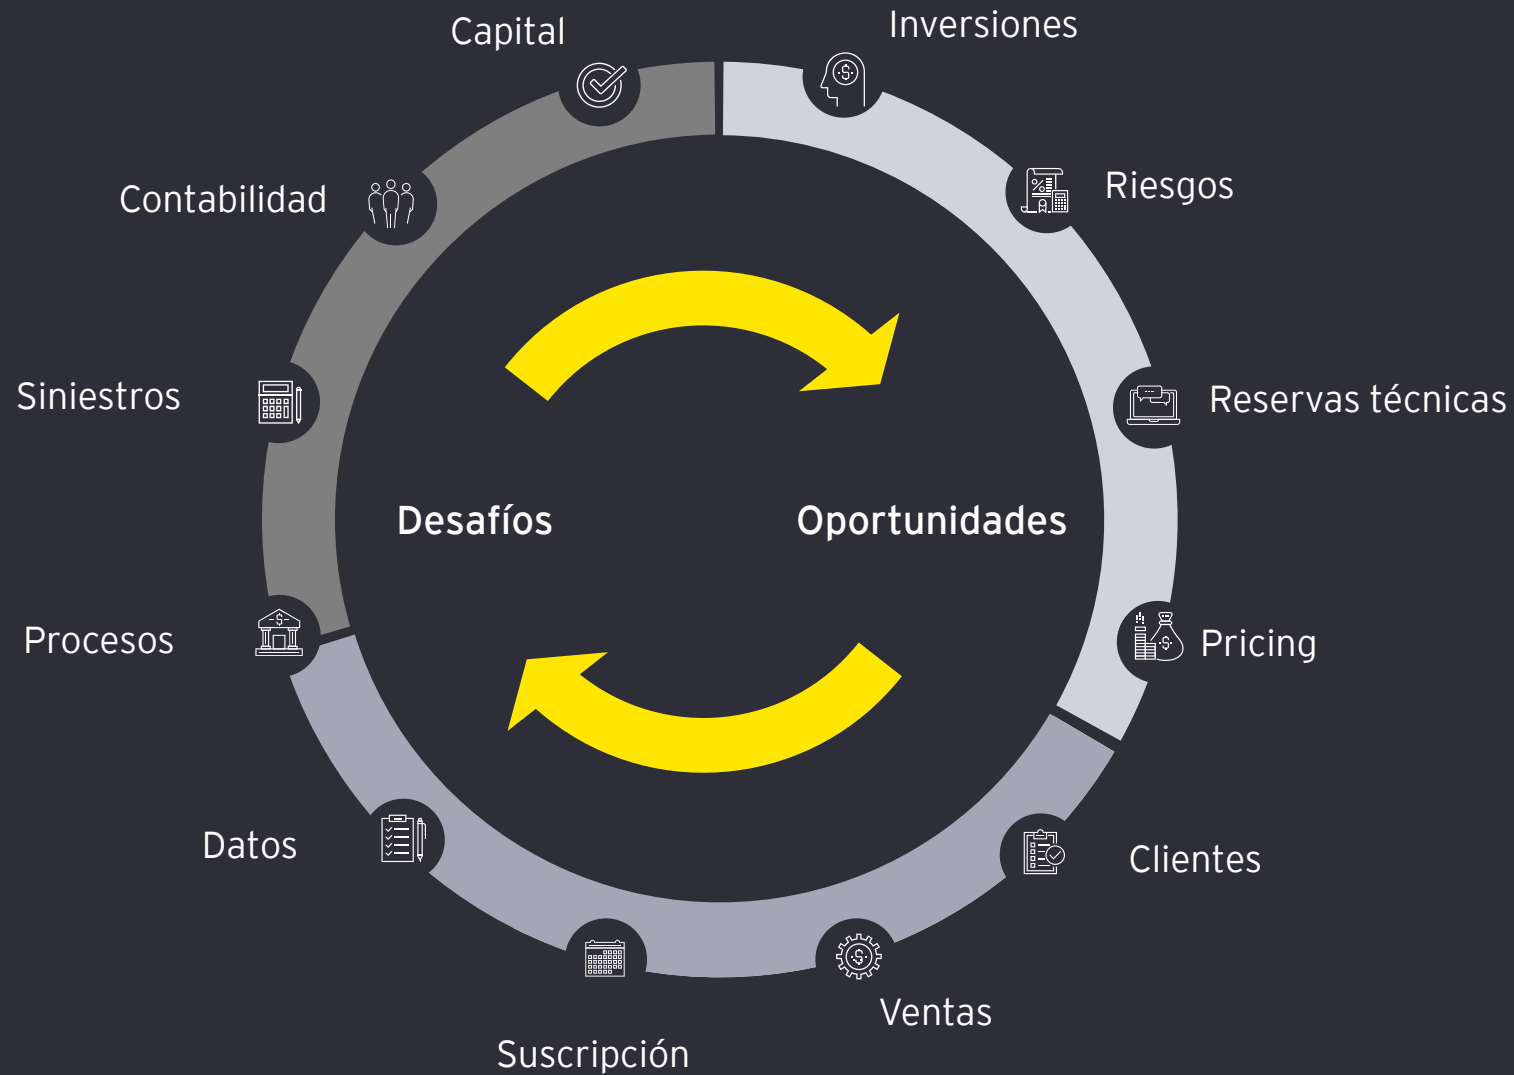 Capital
Inversiones
Contabilidad
Riesgos
Siniestros
Reservas técnicas
Desafíos
Oportunidades
Procesos
Pricing
Datos
Clientes
Ventas
Suscripción